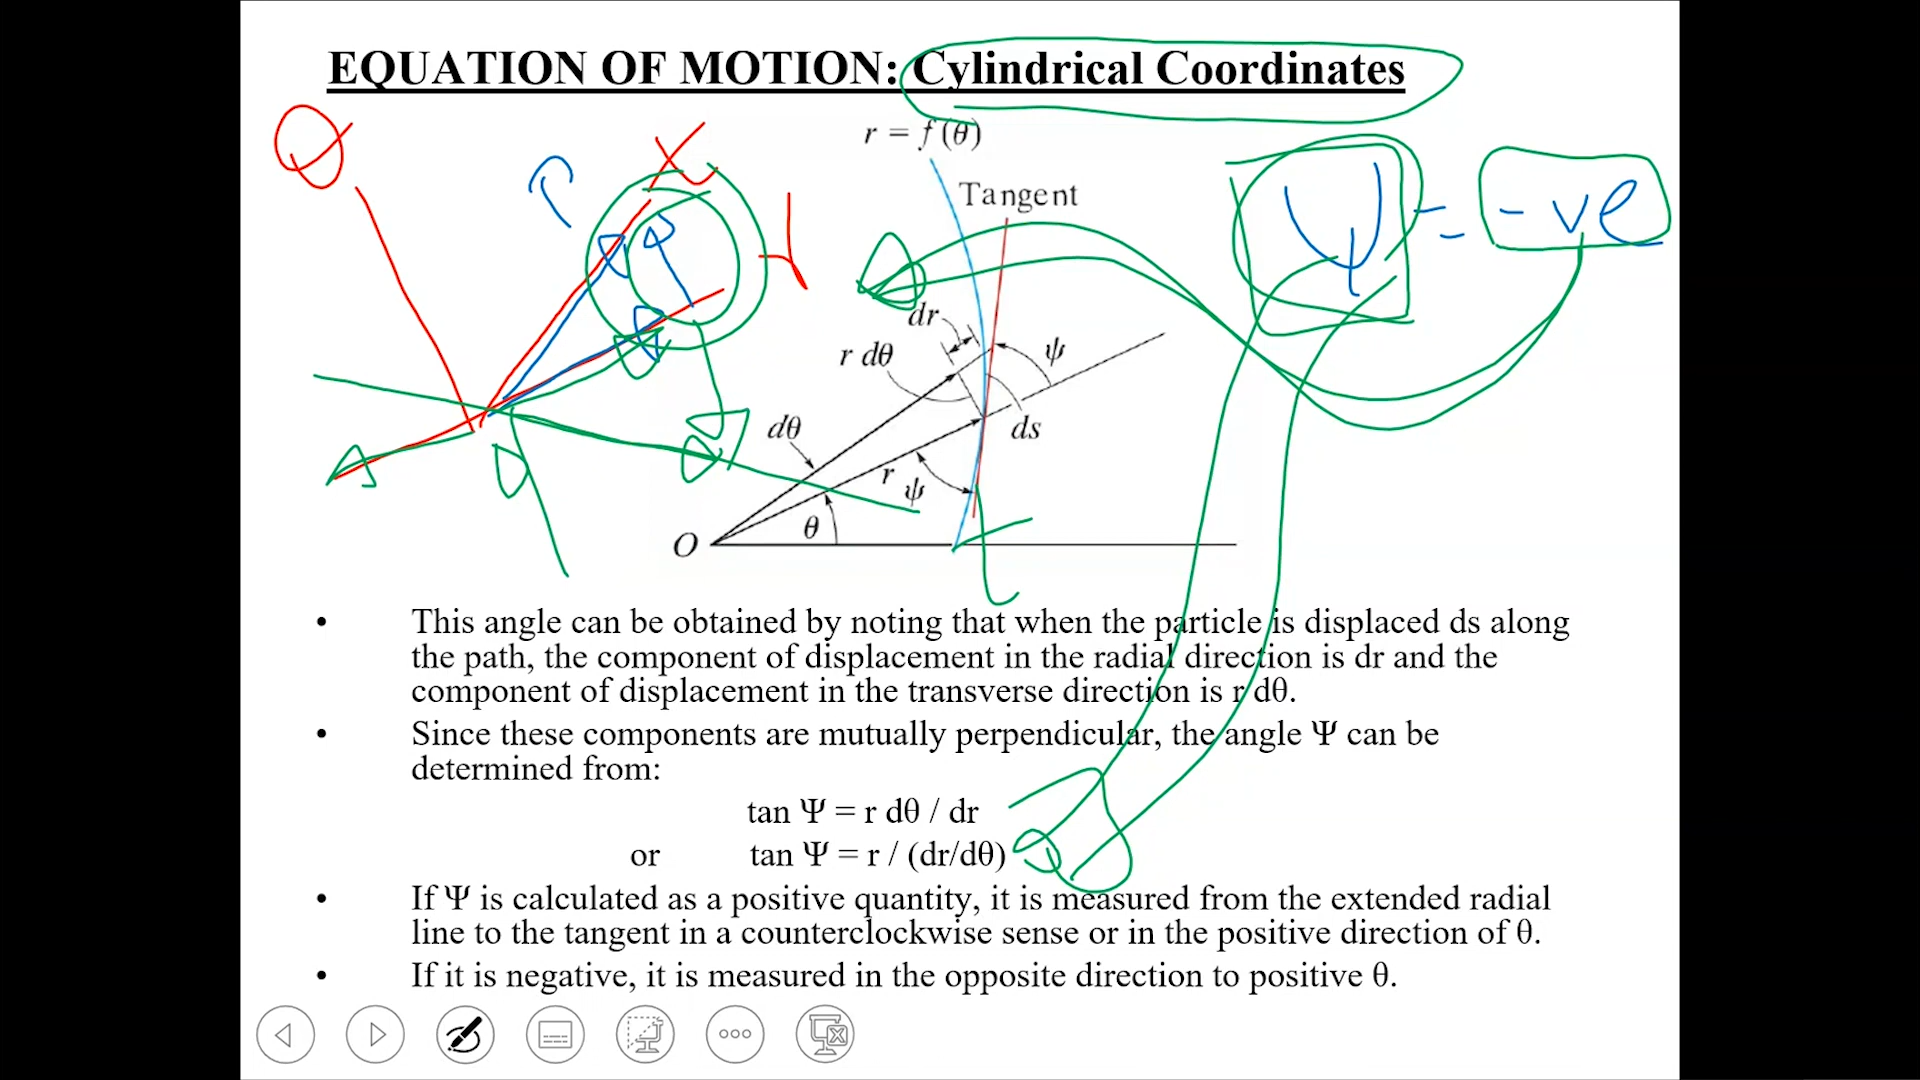 EQUATION OF MOTION: Cylindrical Coordinates
θ
r = f (θ)
Tangent
ψ = - ve
dr
r dθ
ψ
dθ
ds
r
ψ
θ
O
• This angle can be obtained by noting that when the particle is displaced ds along
the path, the component of displacement in the radial direction is dr and the
component of displacement in the transverse direction is r dθ.
• Since these components are mutually perpendicular, the angle Ψ can be
determined from:
tan Ψ = r dθ / dr
or tan Ψ = r / (dr/dθ)
• If Ψ is calculated as a positive quantity, it is measured from the extended radial
line to the tangent in a counterclockwise sense or in the positive direction of θ.
• If it is negative, it is measured in the opposite direction to positive θ.